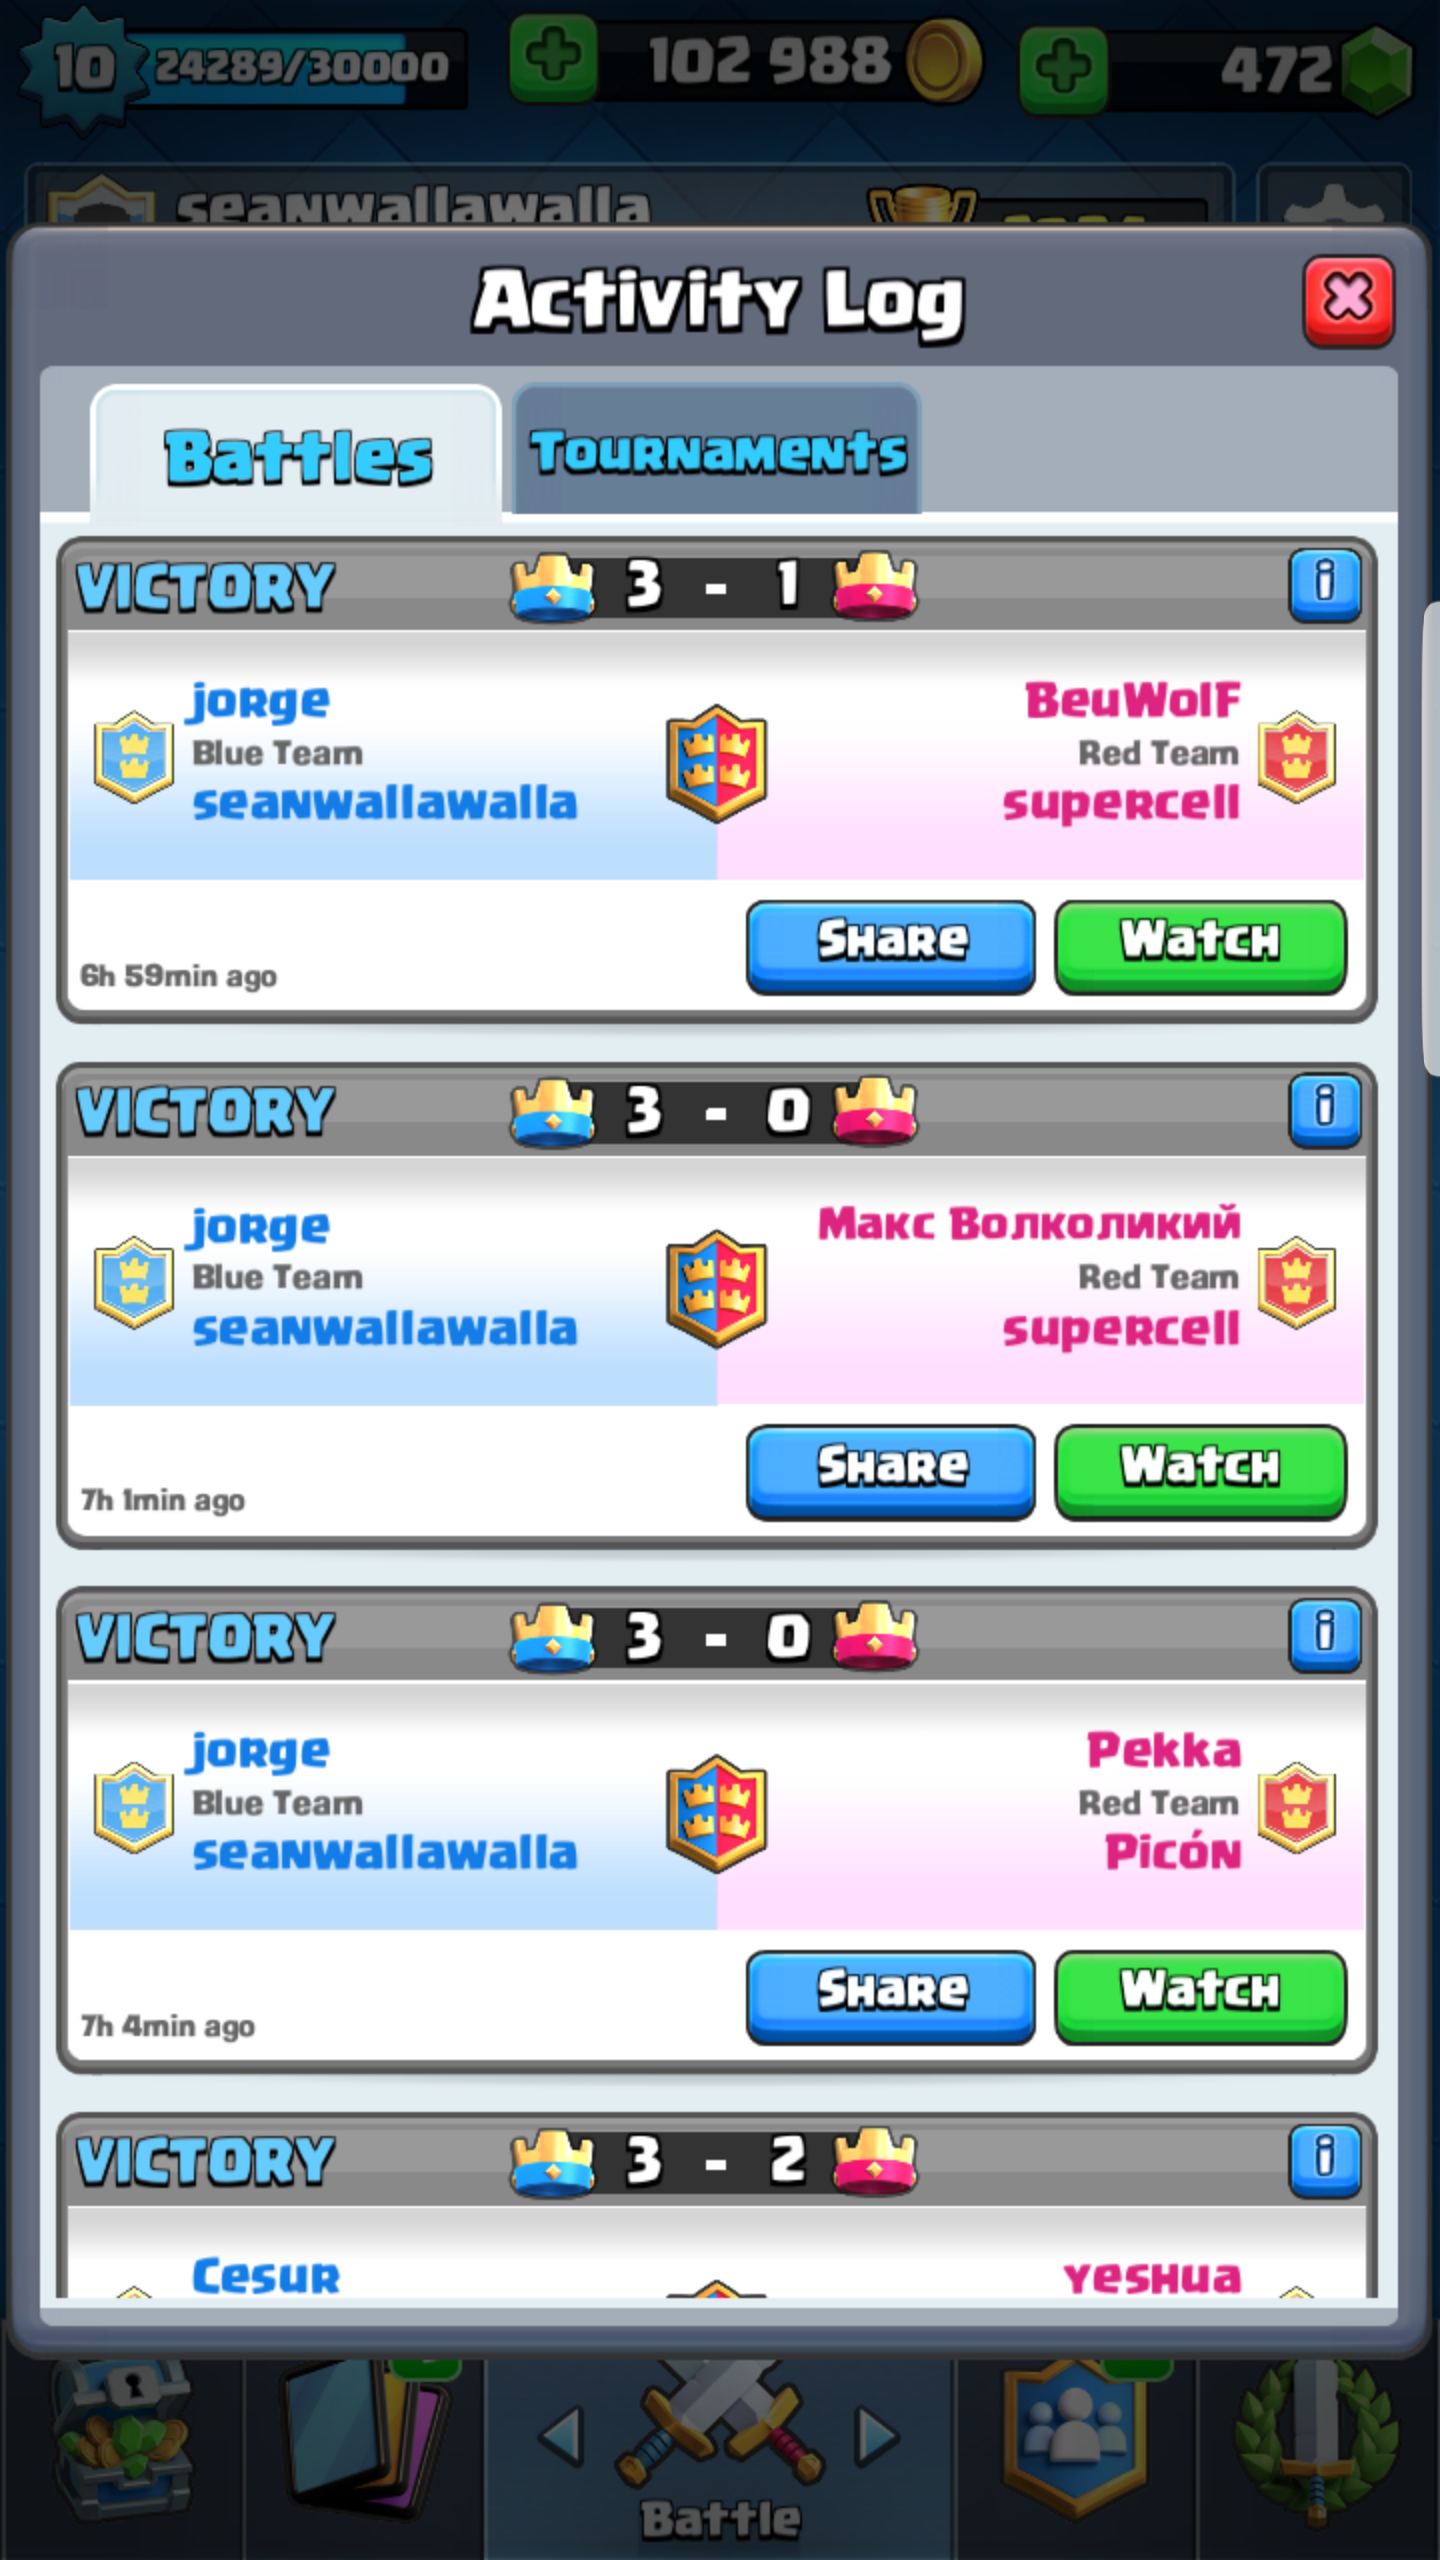 10 24289/30000 102 988 472
seanwallawalla
Activity Log
Battles Tournaments
VICTORY 3 - 1 i
jorge BeuWolF
Blue Team Red Team
seanwallawalla supercell
6h 59min ago Share Watch
VICTORY 3 - 0 i
jorge Макс Волколикий
Blue Team Red Team
seanwallawalla supercell
7h 1min ago Share Watch
VICTORY 3 - 0 i
jorge Pekka
Blue Team Red Team
seanwallawalla Picón
7h 4min ago Share Watch
VICTORY 3 - 2 i
Cesur yeshua
Battle